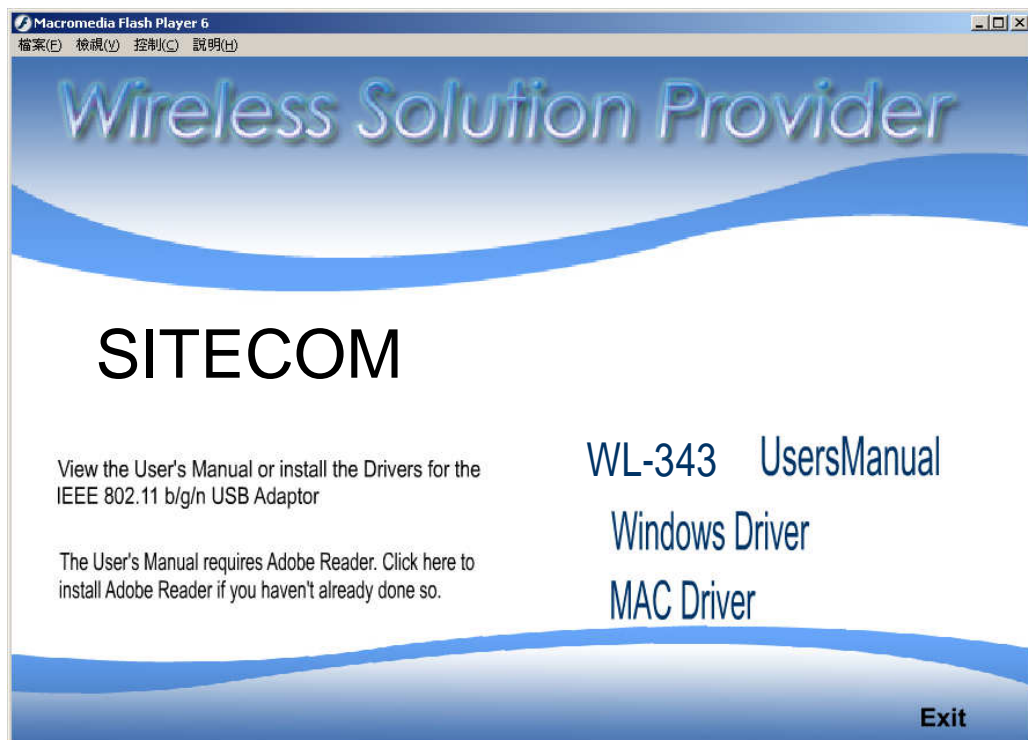 Macromedia Flash Player 6
檔案(F) 檢視(V) 控制(C) 說明(H)
Wireless Solution Provider
SITECOM
View the User's Manual or install the Drivers for the
IEEE 802.11 b/g/n USB Adaptor
The User's Manual requires Adobe Reader. Click here to
install Adobe Reader if you haven't already done so.
WL-343 UsersManual
Windows Driver
MAC Driver
Exit